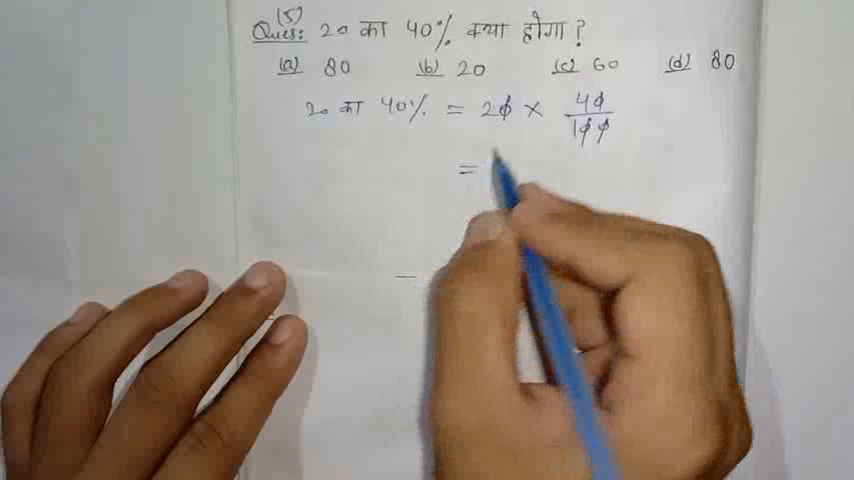 (5)
Ques: 20 का 40% क्या होगा ?
(a) 80 (b) 20 (c) 60 (d) 80
20 का 40% = 20 × 40/100
=